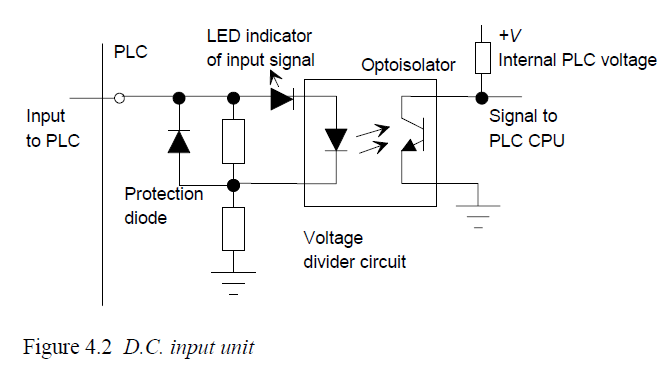 LED indicator
of input signal
+V
Internal PLC voltage
PLC
Optoisolator
Input
to PLC
Signal to
PLC CPU
Protection
diode
Voltage
divider circuit
Figure 4.2 D.C. input unit